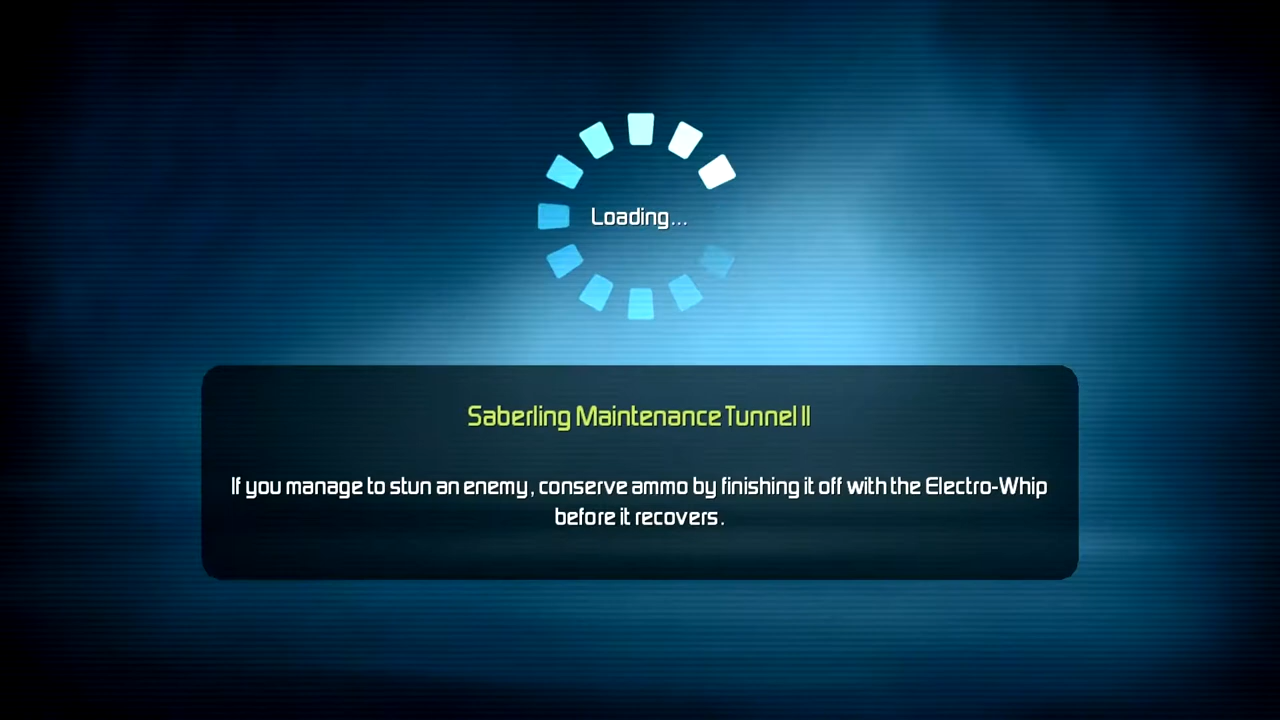 Loading...
Saberling Maintenance Tunnel II
If you manage to stun an enemy, conserve ammo by finishing it off with the Electro-Whip
before it recovers.